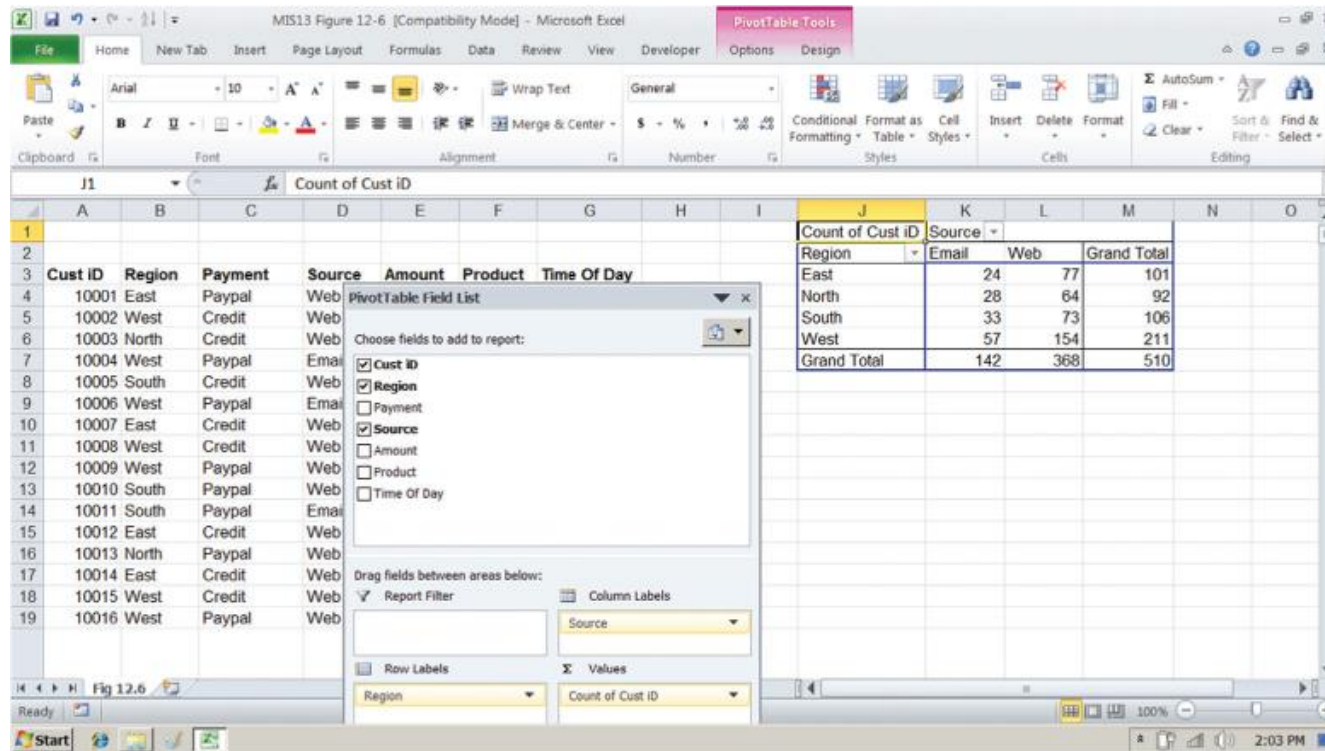 MIS13 Figure 12-6 [Compatibility Mode] - Microsoft Excel
PivotTable Tools
File Home New Tab Insert Page Layout Formulas Data Review View Developer Options Design
Arial 10 Wrap Text General Σ AutoSum
Fill
Paste B I U Merge & Center $ % , Conditional Formatting Format as Table Cell Styles Insert Delete Format Clear Sort & Filter Find & Select
Clipboard Font Alignment Number Styles Cells Editing
J1 fx Count of Cust iD
A B C D E F G H I J K L M N O
1 Count of Cust iD Source
2 Region Email Web Grand Total
3 Cust iD Region Payment Source Amount Product Time Of Day East 24 77 101
4 10001 East Paypal Web North 28 64 92
5 10002 West Credit Web South 33 73 106
6 10003 North Credit Web West 57 154 211
7 10004 West Paypal Emai Grand Total 142 368 510
8 10005 South Credit Web
9 10006 West Paypal Emai
10 10007 East Credit Web
11 10008 West Credit Web
12 10009 West Paypal Web
13 10010 South Paypal Web
14 10011 South Paypal Emai
15 10012 East Credit Web
16 10013 North Paypal Web
17 10014 East Credit Web
18 10015 West Credit Web
19 10016 West Paypal Web
PivotTable Field List
Choose fields to add to report:
Cust iD
Region
Payment
Source
Amount
Product
Time Of Day
Drag fields between areas below:
Report Filter Column Labels
Source
Row Labels Σ Values
Region Count of Cust iD
Fig 12.6
Ready 100%
Start 2:03 PM